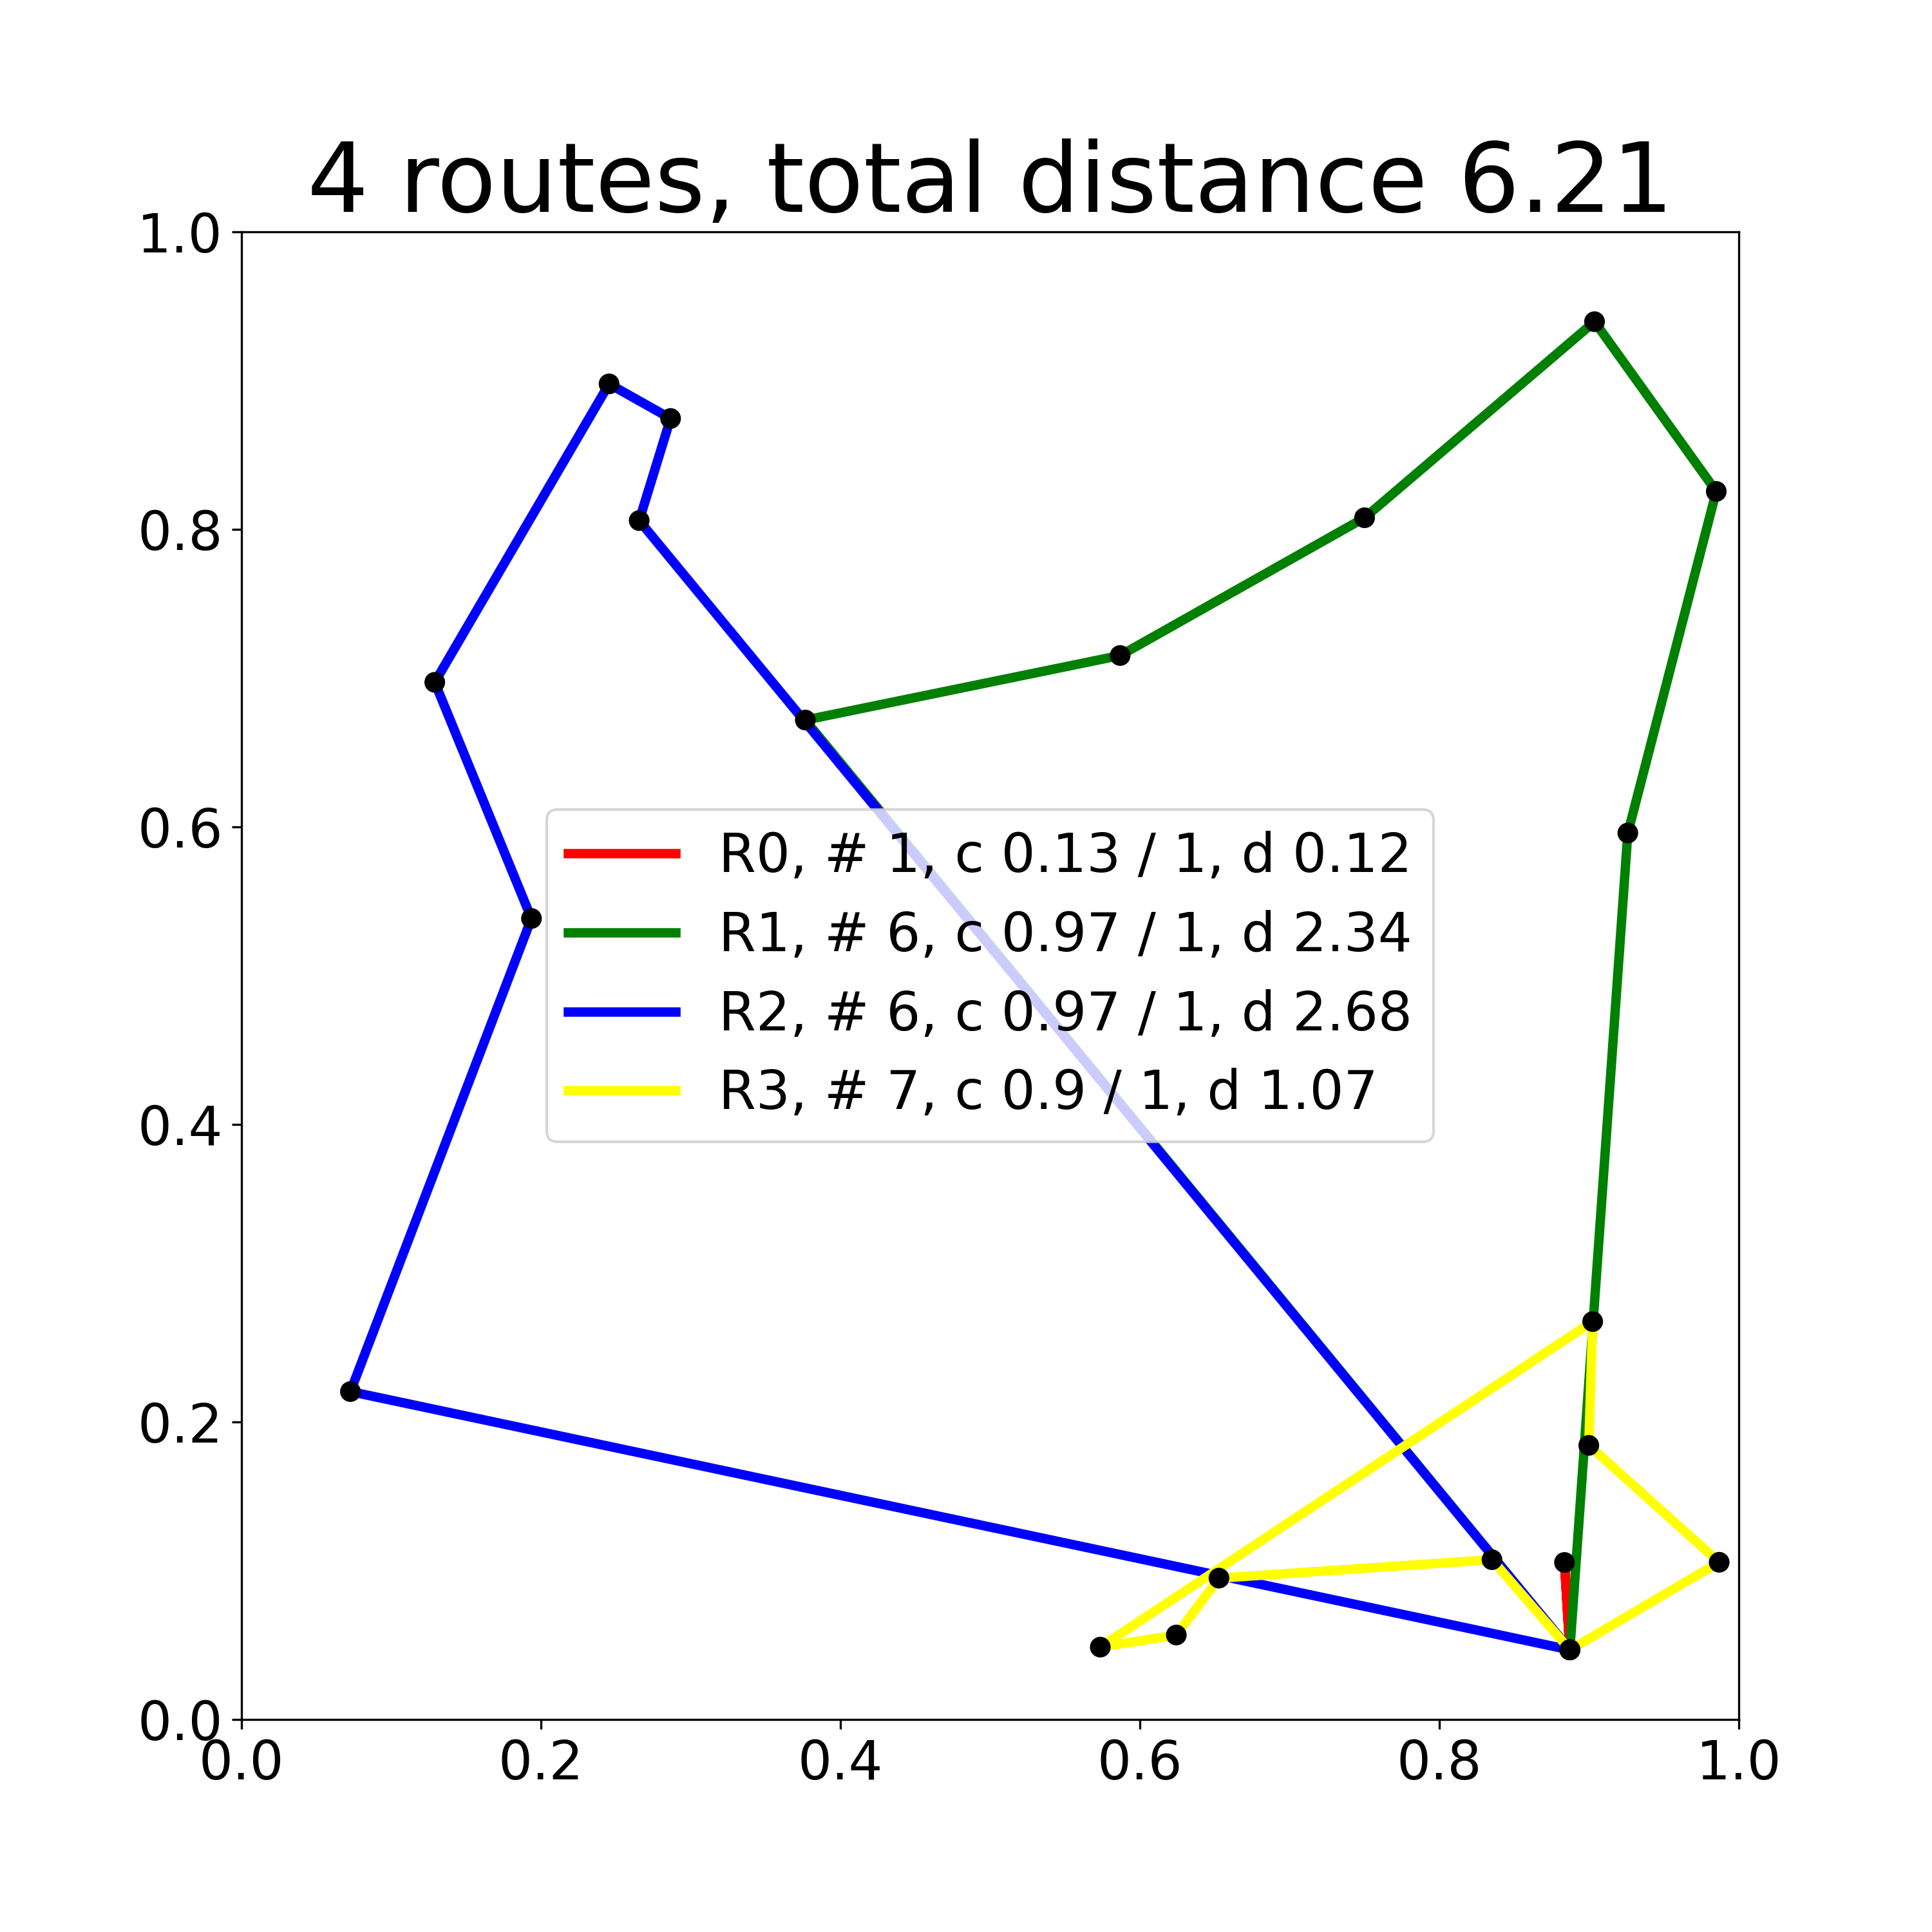 4 routes, total distance 6.21
1.0
0.8
0.6
0.4
0.2
0.0
R0, # 1, c 0.13 / 1, d 0.12
R1, # 6, c 0.97 / 1, d 2.34
R2, # 6, c 0.97 / 1, d 2.68
R3, # 7, c 0.9 / 1, d 1.07
0.0 0.2 0.4 0.6 0.8 1.0